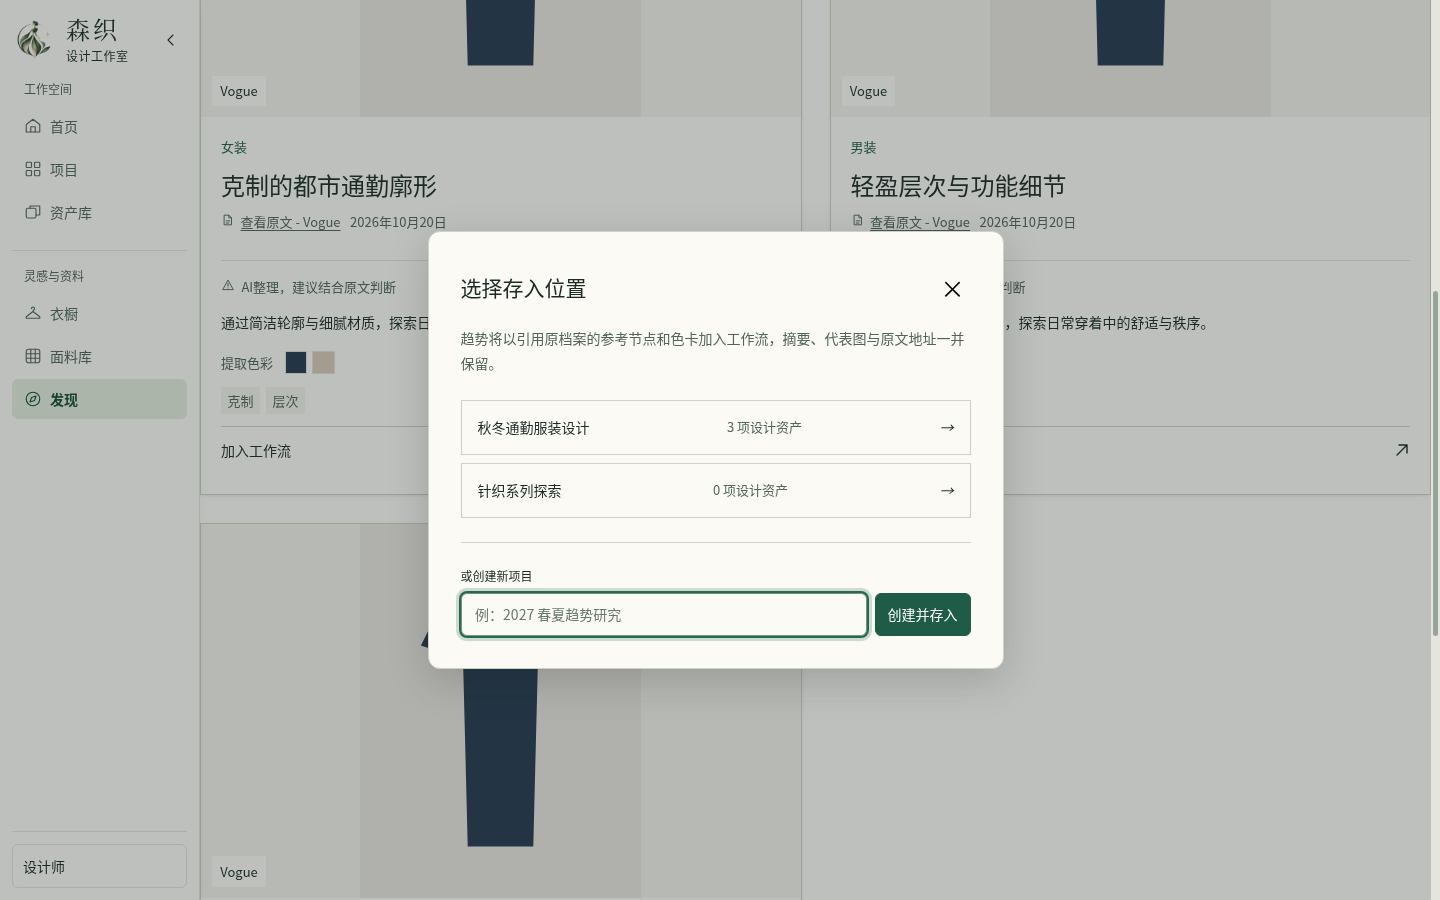 森织
设计工作室
工作空间
首页
项目
资产库
灵感与资料
衣橱
面料库
发现
设计师
Vogue
女装
克制的都市通勤廓形
查看原文 - Vogue 2026年10月20日
AI整理，建议结合原文判断
通过简洁轮廓与细腻材质，探索日
提取色彩
克制 层次
加入工作流
Vogue
男装
轻盈层次与功能细节
查看原文 - Vogue 2026年10月20日
判断
，探索日常穿着中的舒适与秩序。
选择存入位置
趋势将以引用原档案的参考节点和色卡加入工作流，摘要、代表图与原文地址一并
保留。
秋冬通勤服装设计 3 项设计资产 →
针织系列探索 0 项设计资产 →
或创建新项目
例：2027 春夏趋势研究
创建并存入
Vogue